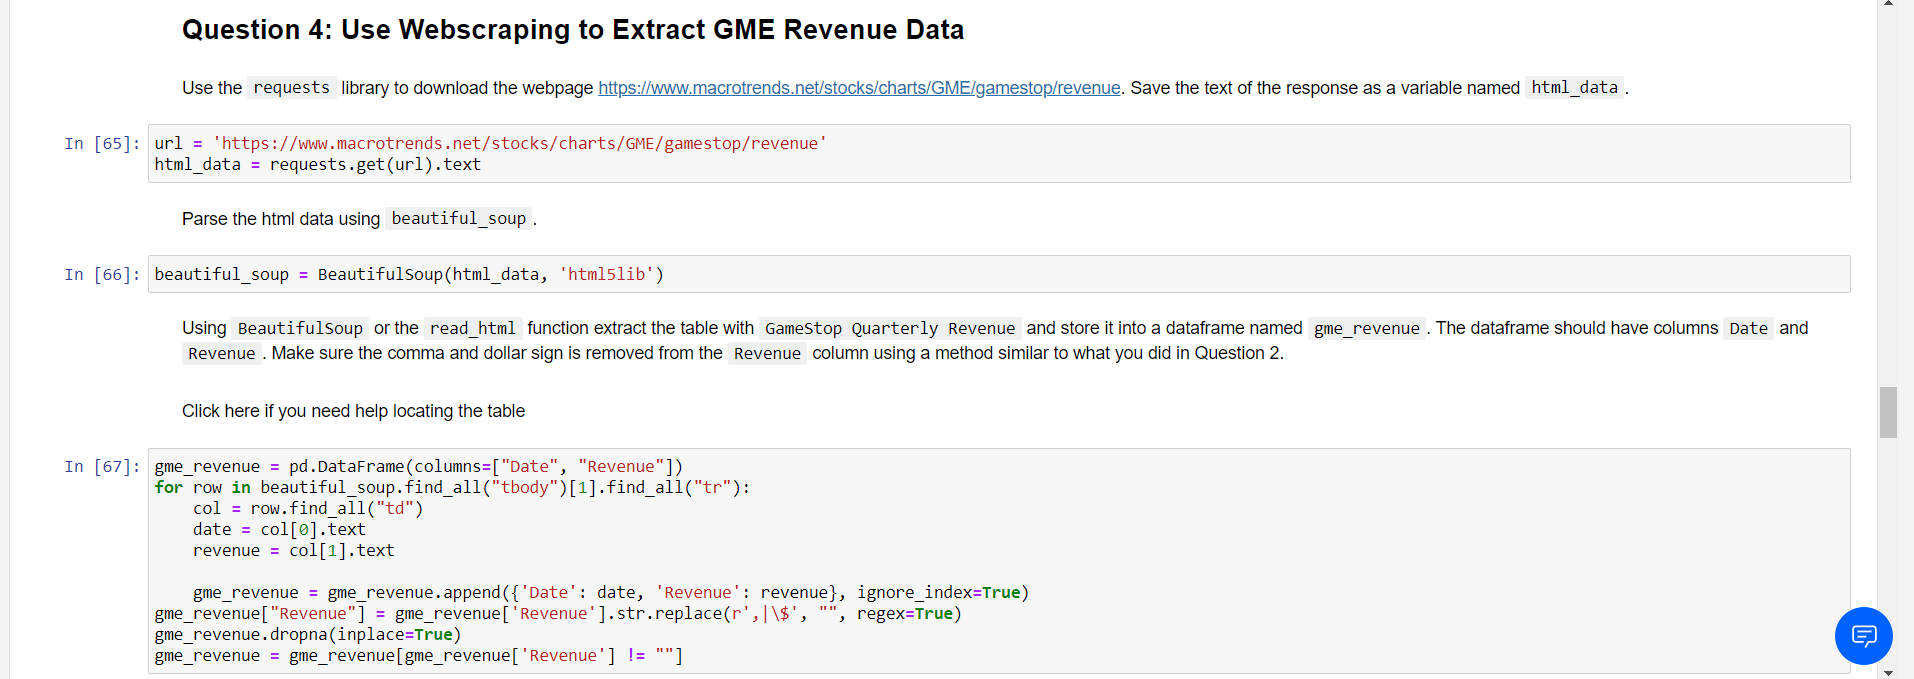 Question 4: Use Webscraping to Extract GME Revenue Data
Use the requests library to download the webpage https://www.macrotrends.net/stocks/charts/GME/gamestop/revenue. Save the text of the response as a variable named html_data .
In [65]: url = 'https://www.macrotrends.net/stocks/charts/GME/gamestop/revenue'
html_data = requests.get(url).text
Parse the html data using beautiful_soup .
In [66]: beautiful_soup = BeautifulSoup(html_data, 'html5lib')
Using BeautifulSoup or the read_html function extract the table with GameStop Quarterly Revenue and store it into a dataframe named gme_revenue . The dataframe should have columns Date and
Revenue . Make sure the comma and dollar sign is removed from the Revenue column using a method similar to what you did in Question 2.
Click here if you need help locating the table
In [67]: gme_revenue = pd.DataFrame(columns=["Date", "Revenue"])
for row in beautiful_soup.find_all("tbody")[1].find_all("tr"):
    col = row.find_all("td")
    date = col[0].text
    revenue = col[1].text
    gme_revenue = gme_revenue.append({'Date': date, 'Revenue': revenue}, ignore_index=True)
gme_revenue["Revenue"] = gme_revenue['Revenue'].str.replace(r',|\$', "", regex=True)
gme_revenue.dropna(inplace=True)
gme_revenue = gme_revenue[gme_revenue['Revenue'] != ""]